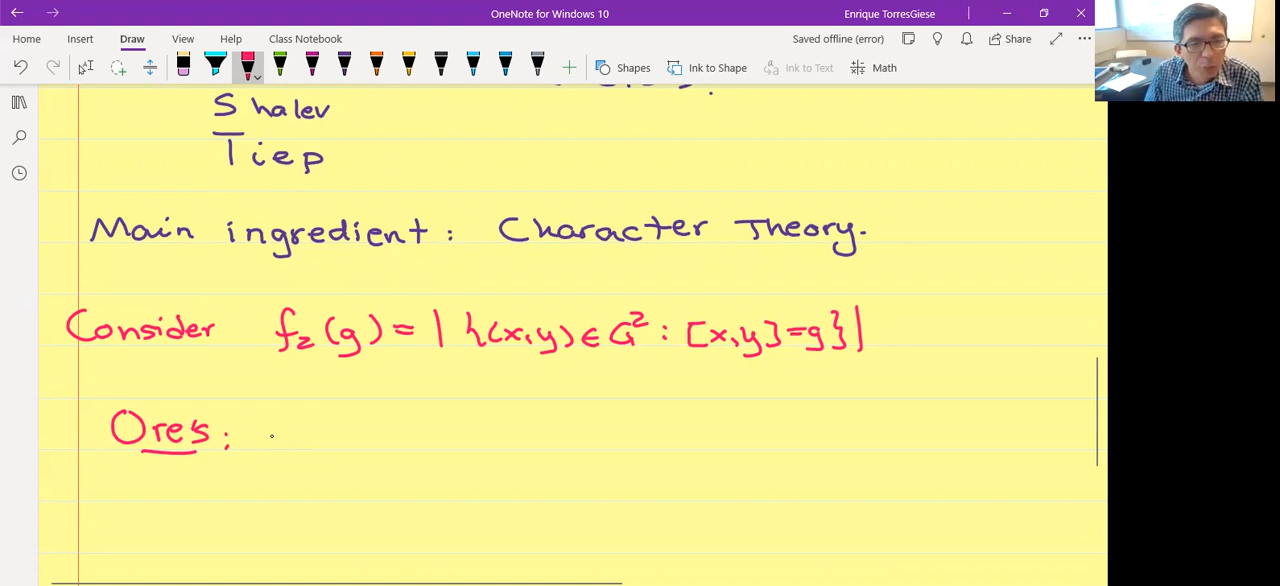 OneNote for Windows 10
Enrique TorresGiese
Home Insert Draw View Help Class Notebook
Saved offline (error) Share
Shapes Ink to Shape Ink to Text Math
Shalev
Tiep
Main ingredient: Character Theory.
Consider f₂(g) = |{(x,y) ∈ G² : [x,y]=g}|
Ore's: